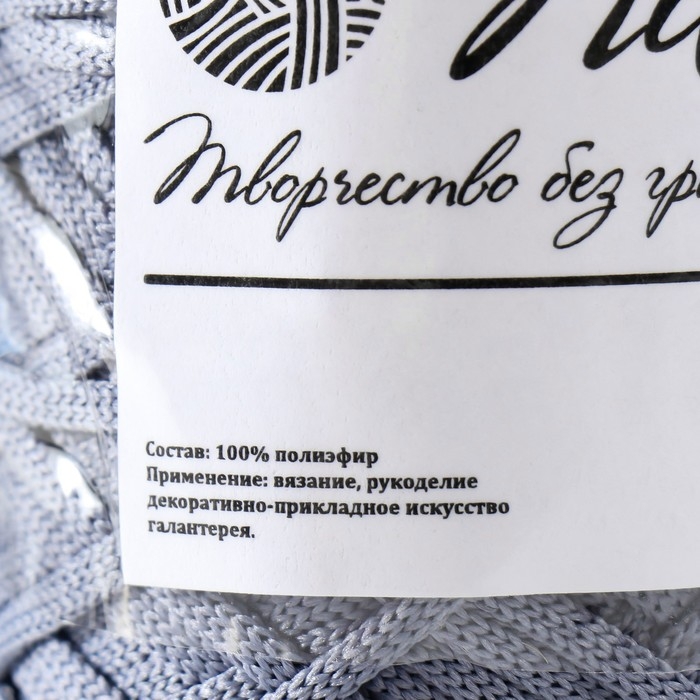 Творчество без
Состав: 100% полиэфир
Применение: вязание, рукоделие
декоративно-прикладное искусство
галантерея.